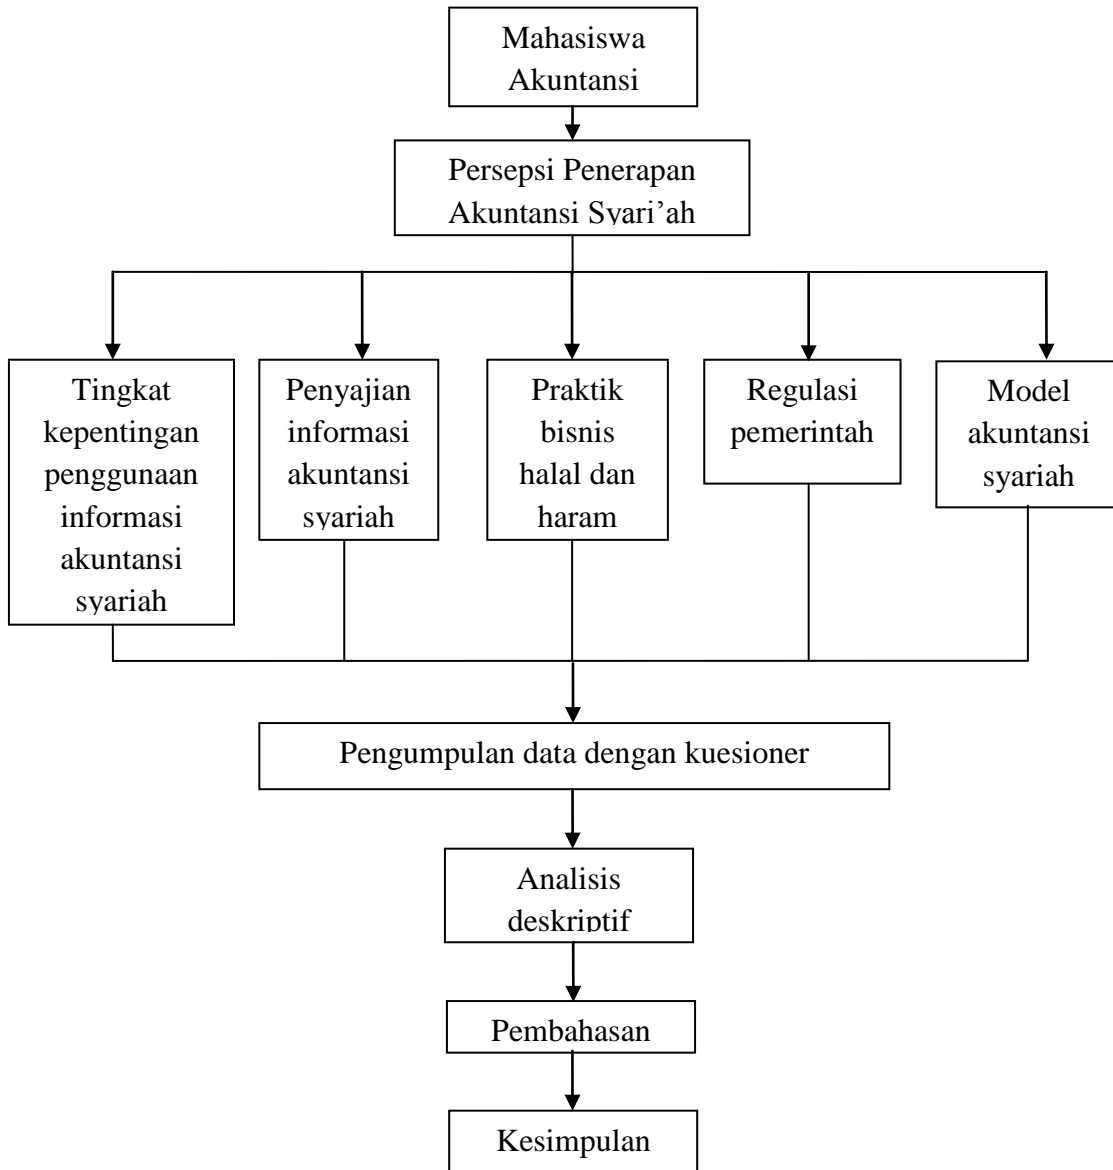 Mahasiswa
Akuntansi
Persepsi Penerapan
Akuntansi Syari’ah
Tingkat
kepentingan
penggunaan
informasi
akuntansi
syariah
Penyajian
informasi
akuntansi
syariah
Praktik
bisnis
halal dan
haram
Regulasi
pemerintah
Model
akuntansi
syariah
Pengumpulan data dengan kuesioner
Analisis
deskriptif
Pembahasan
Kesimpulan